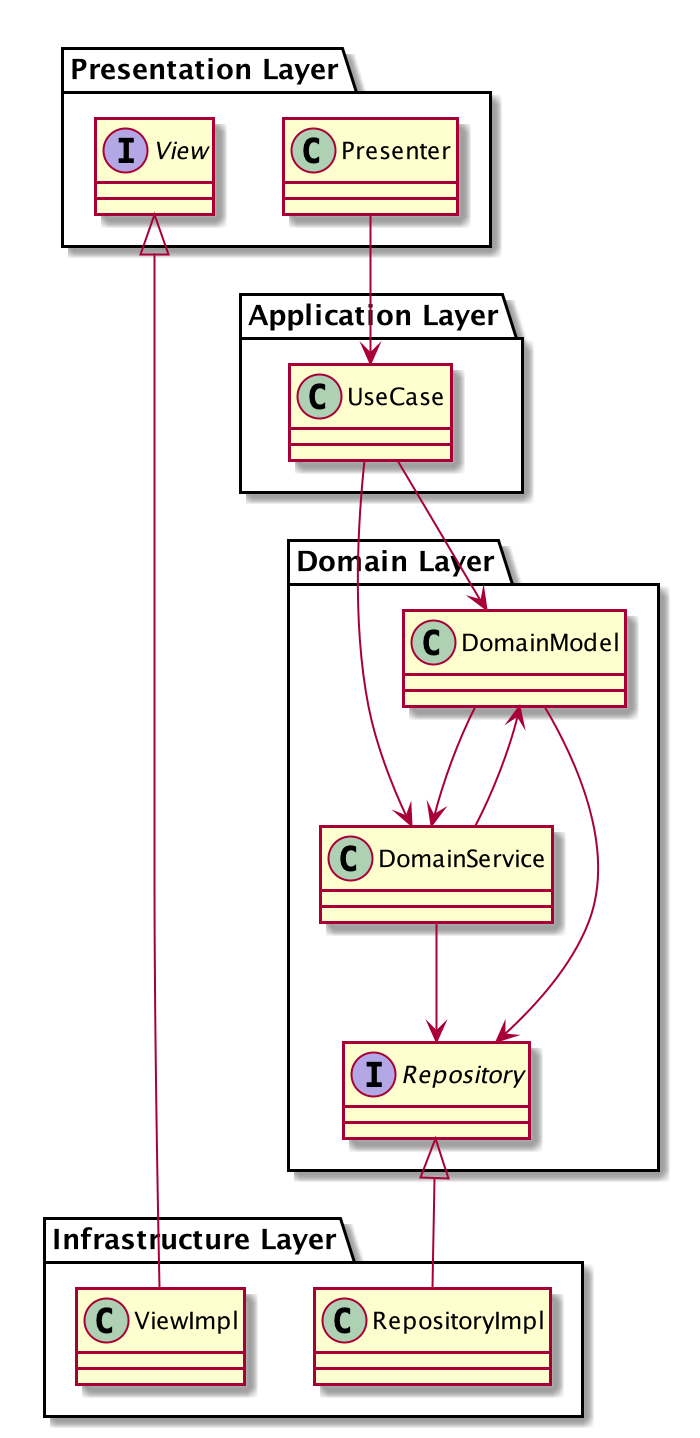 Presentation Layer
I View
C Presenter
Application Layer
C UseCase
Domain Layer
C DomainModel
C DomainService
I Repository
Infrastructure Layer
C ViewImpl
C RepositoryImpl